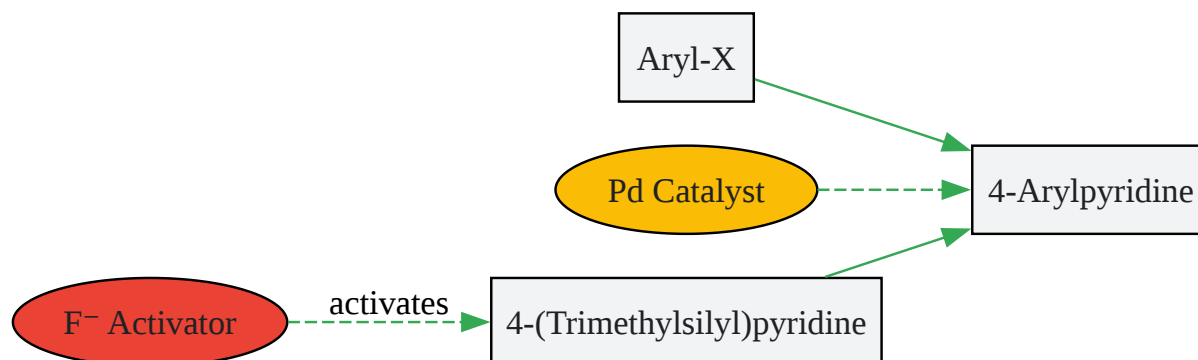 Aryl-X
Pd Catalyst
4-Arylpyridine
F⁻ Activator
activates
4-(Trimethylsilyl)pyridine